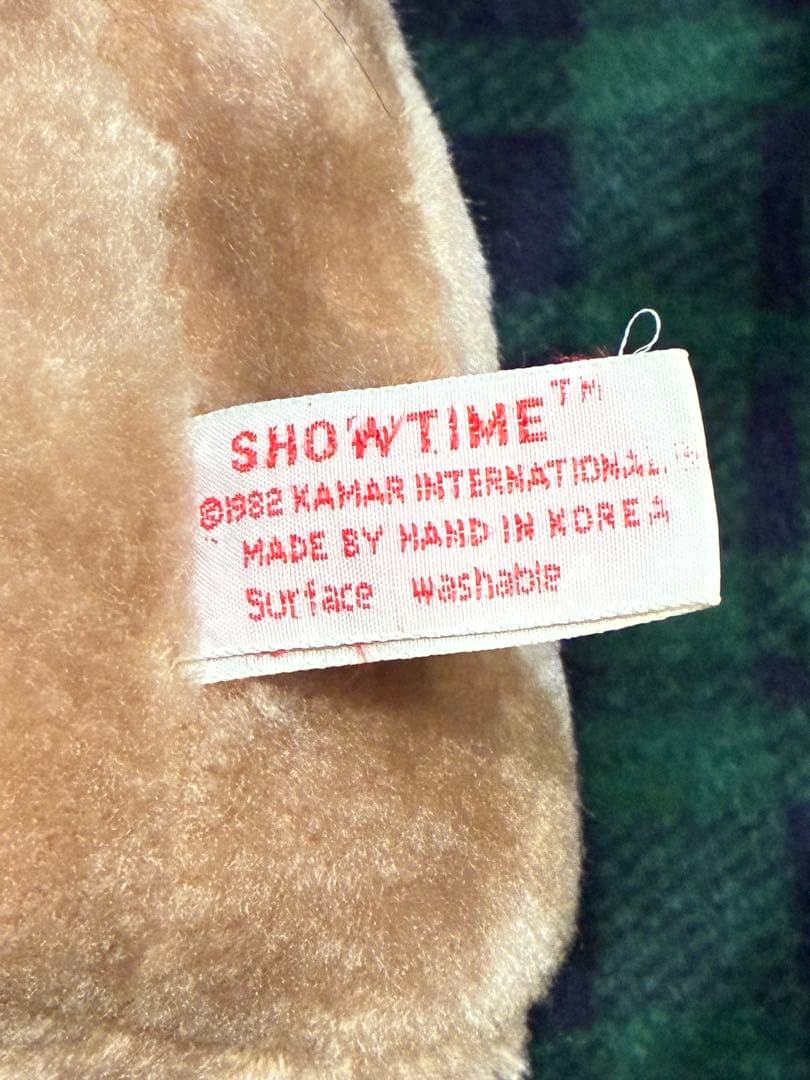 SHOWTIME™
©1982 KAMAR INTERNATIONAL
MADE BY HAND IN KOREA
Surface washable